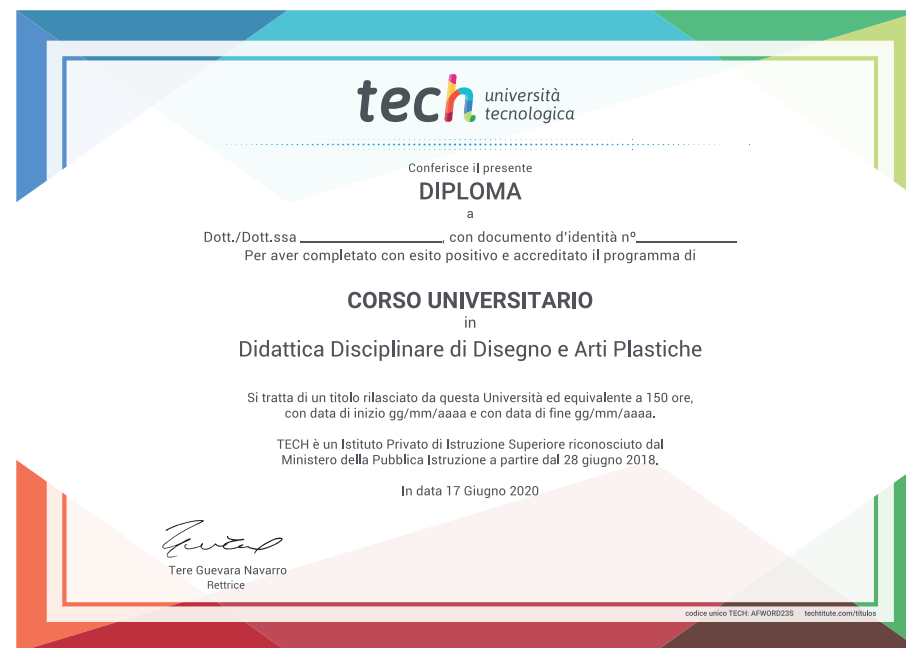 tech università
tecnologica
Conferisce il presente
DIPLOMA
a
Dott./Dott.ssa ____________________, con documento d'identità nº______________
Per aver completato con esito positivo e accreditato il programma di
CORSO UNIVERSITARIO
in
Didattica Disciplinare di Disegno e Arti Plastiche
Si tratta di un titolo rilasciato da questa Università ed equivalente a 150 ore,
con data di inizio gg/mm/aaaa e con data di fine gg/mm/aaaa.
TECH è un Istituto Privato di Istruzione Superiore riconosciuto dal
Ministero della Pubblica Istruzione a partire dal 28 giugno 2018.
In data 17 Giugno 2020
Tere Guevara Navarro
Rettrice
codice unico TECH: AFWORD23S techtitute.com/titulos